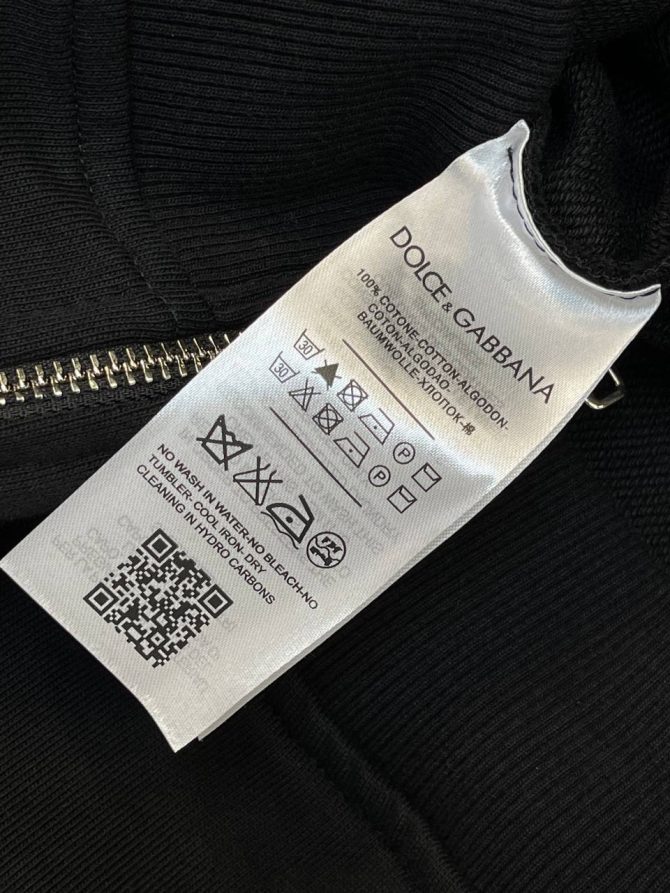 DOLCE & GABBANA
100% COTONE-COTTON-ALGODON-
COTON-ALGODAO-
BAUMWOLLE-ХЛОПОК-棉
30 P
30 P
NO WASH IN WATER-NO BLEACH-NO
TUMBLER- COOL IRON- DRY
CLEANING IN HYDRO CARBONS